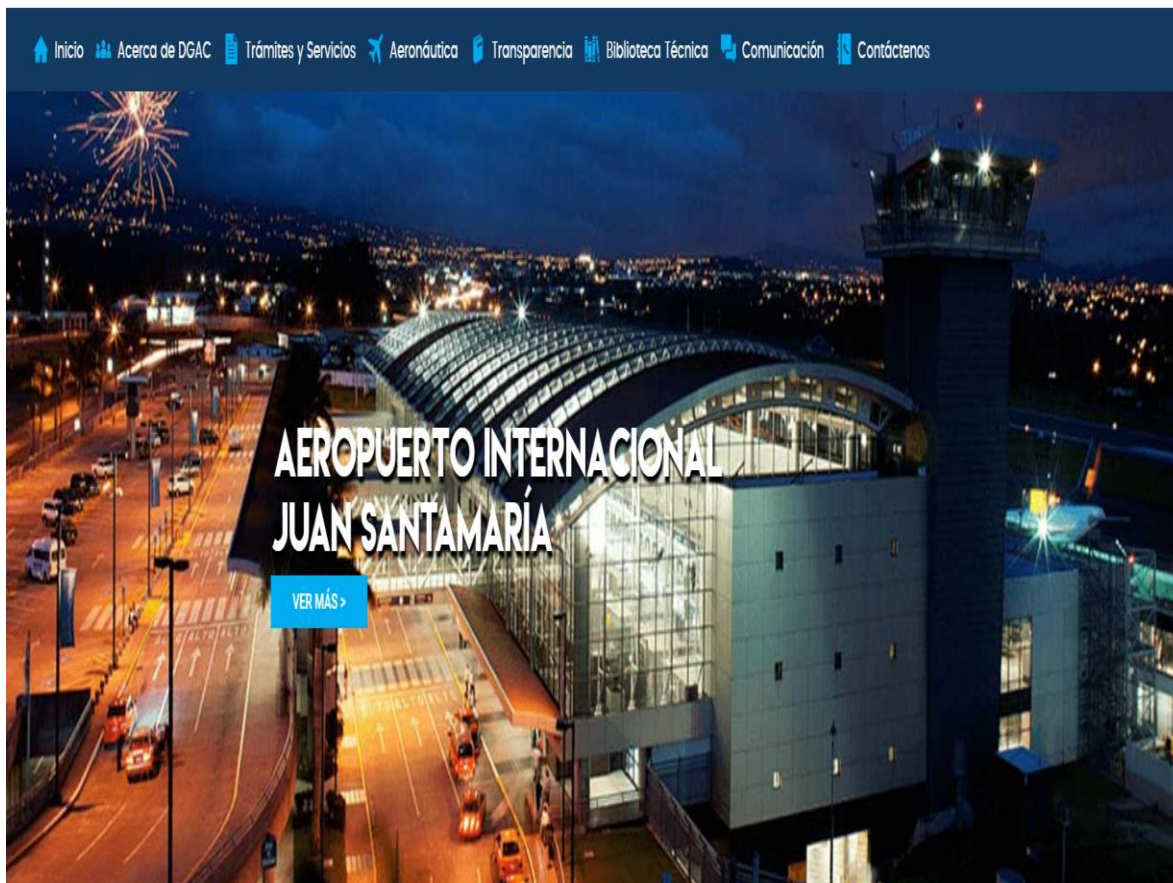 Inicio Acerca de DGAC Trámites y Servicios Aeronáutica Transparencia Biblioteca Técnica Comunicación Contáctenos
AEROPUERTO INTERNACIONAL
JUAN SANTAMARÍA
VER MÁS >